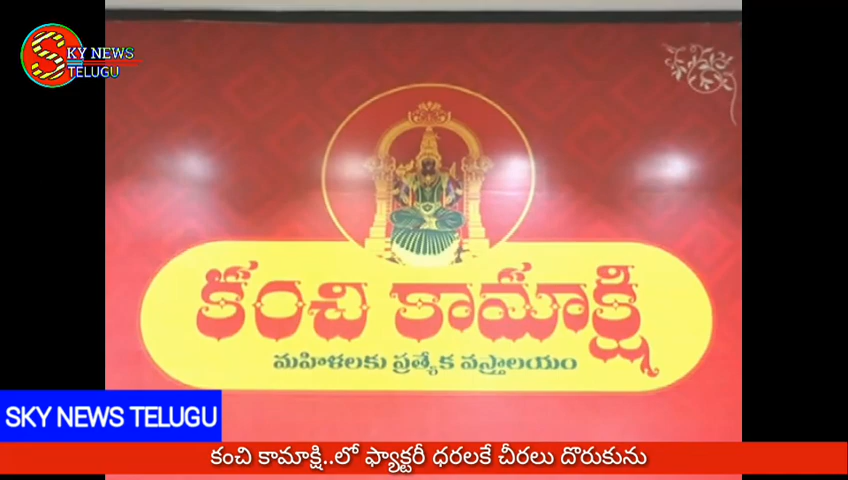 SKY NEWS
TELUGU
కంచి కామాక్షి
మహిళలకు ప్రత్యేక వస్త్రాలయం
SKY NEWS TELUGU
కంచి కామాక్షి..లో ఫ్యాక్టరీ ధరలకే చీరలు దొరుకును